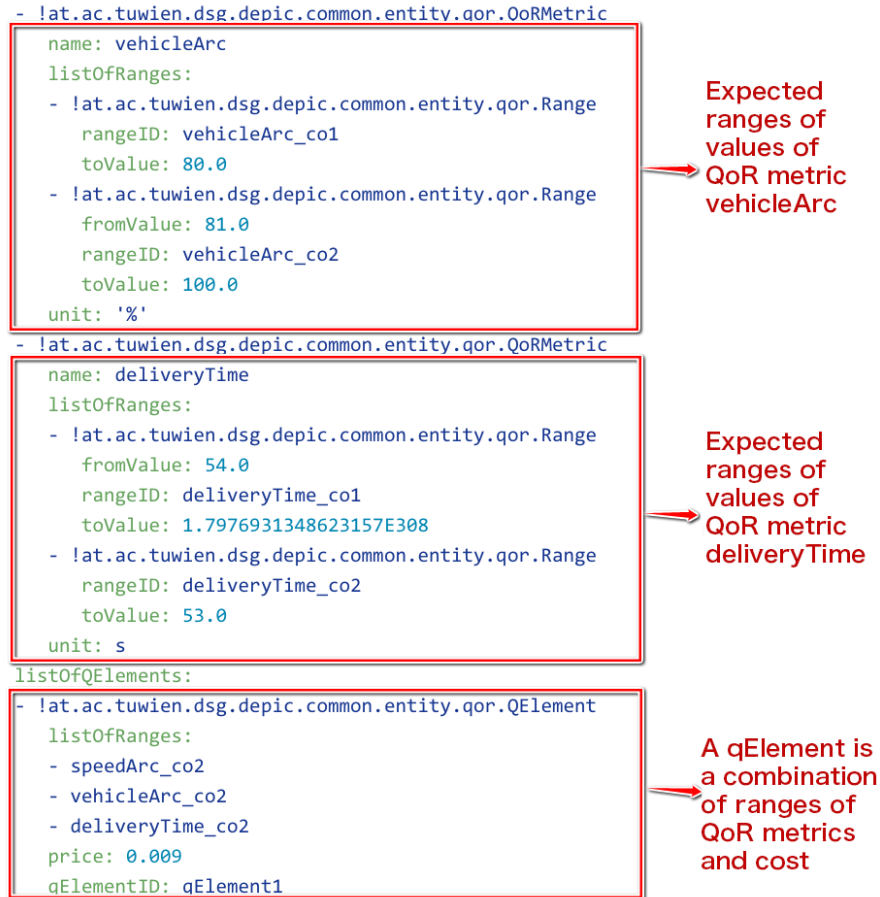 - !at.ac.tuwien.dsg.depic.common.entity.qor.QoRMetric
name: vehicleArc
listOfRanges:
- !at.ac.tuwien.dsg.depic.common.entity.qor.Range
rangeID: vehicleArc_co1
toValue: 80.0
- !at.ac.tuwien.dsg.depic.common.entity.qor.Range
fromValue: 81.0
rangeID: vehicleArc_co2
toValue: 100.0
unit: '%'
Expected
ranges of
values of
QoR metric
vehicleArc
- !at.ac.tuwien.dsg.depic.common.entity.qor.QoRMetric
name: deliveryTime
listOfRanges:
- !at.ac.tuwien.dsg.depic.common.entity.qor.Range
fromValue: 54.0
rangeID: deliveryTime_co1
toValue: 1.7976931348623157E308
- !at.ac.tuwien.dsg.depic.common.entity.qor.Range
rangeID: deliveryTime_co2
toValue: 53.0
unit: s
Expected
ranges of
values of
QoR metric
deliveryTime
listOfQElements:
- !at.ac.tuwien.dsg.depic.common.entity.qor.QElement
listOfRanges:
- speedArc_co2
- vehicleArc_co2
- deliveryTime_co2
price: 0.009
qElementID: qElement1
A qElement is
a combination
of ranges of
QoR metrics
and cost